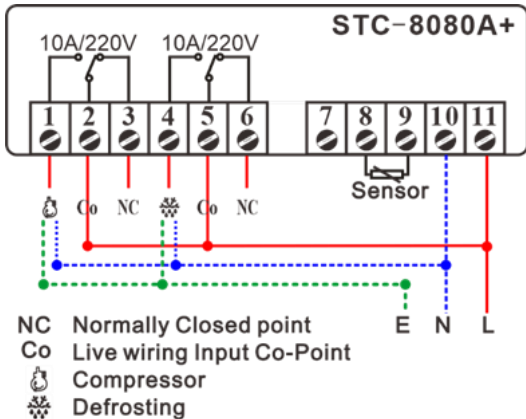 STC-8080A+
10A/220V 10A/220V
1 2 3 4 5 6 7 8 9 10 11
Sensor
Co NC Co NC
E N L
NC Normally Closed point
Co Live wiring Input Co-Point
Compressor
Defrosting